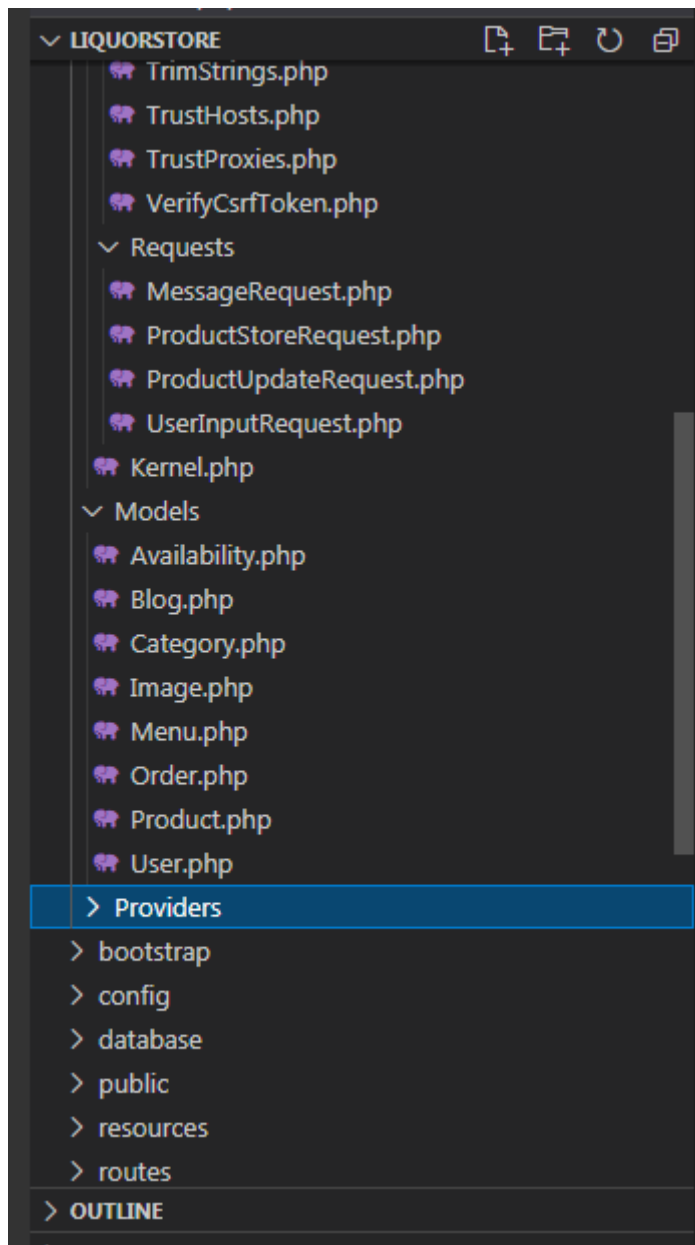 LIQUORSTORE
TrimStrings.php
TrustHosts.php
TrustProxies.php
VerifyCsrfToken.php
Requests
MessageRequest.php
ProductStoreRequest.php
ProductUpdateRequest.php
UserInputRequest.php
Kernel.php
Models
Availability.php
Blog.php
Category.php
Image.php
Menu.php
Order.php
Product.php
User.php
Providers
bootstrap
config
database
public
resources
routes
OUTLINE